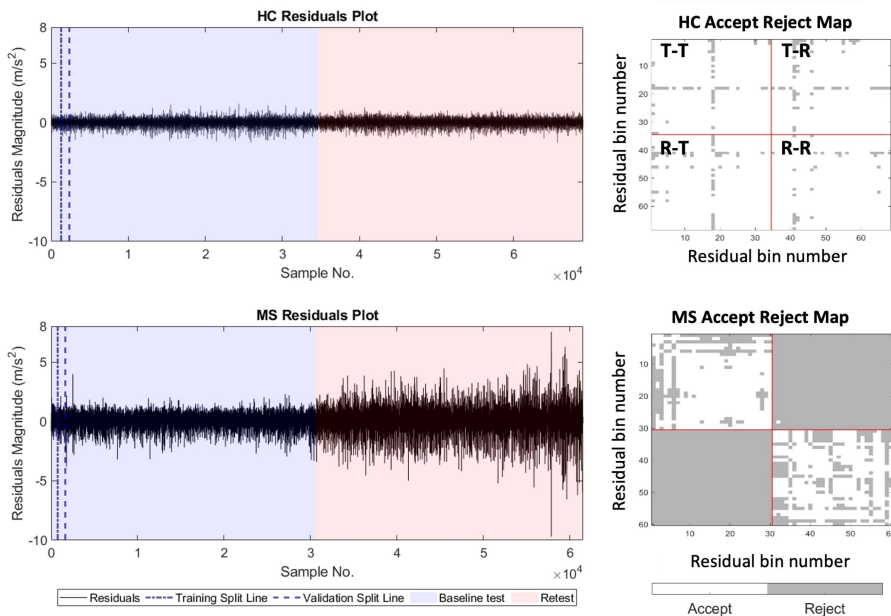 HC Residuals Plot
Residuals Magnitude (m/s²)
8
5
0
-5
-10
0 1 2 3 4 5 6
Sample No.
×10⁴
HC Accept Reject Map
T-T T-R
R-T R-R
Residual bin number
10
20
30
40
50
60
10 20 30 40 50 60
Residual bin number
MS Residuals Plot
Residuals Magnitude (m/s²)
8
5
0
-5
-10
0 1 2 3 4 5 6
Sample No.
×10⁴
MS Accept Reject Map
Residual bin number
10
20
30
40
50
60
10 20 30 40 50 60
Residual bin number
Residuals Training Split Line Validation Split Line Baseline test Retest
Accept Reject